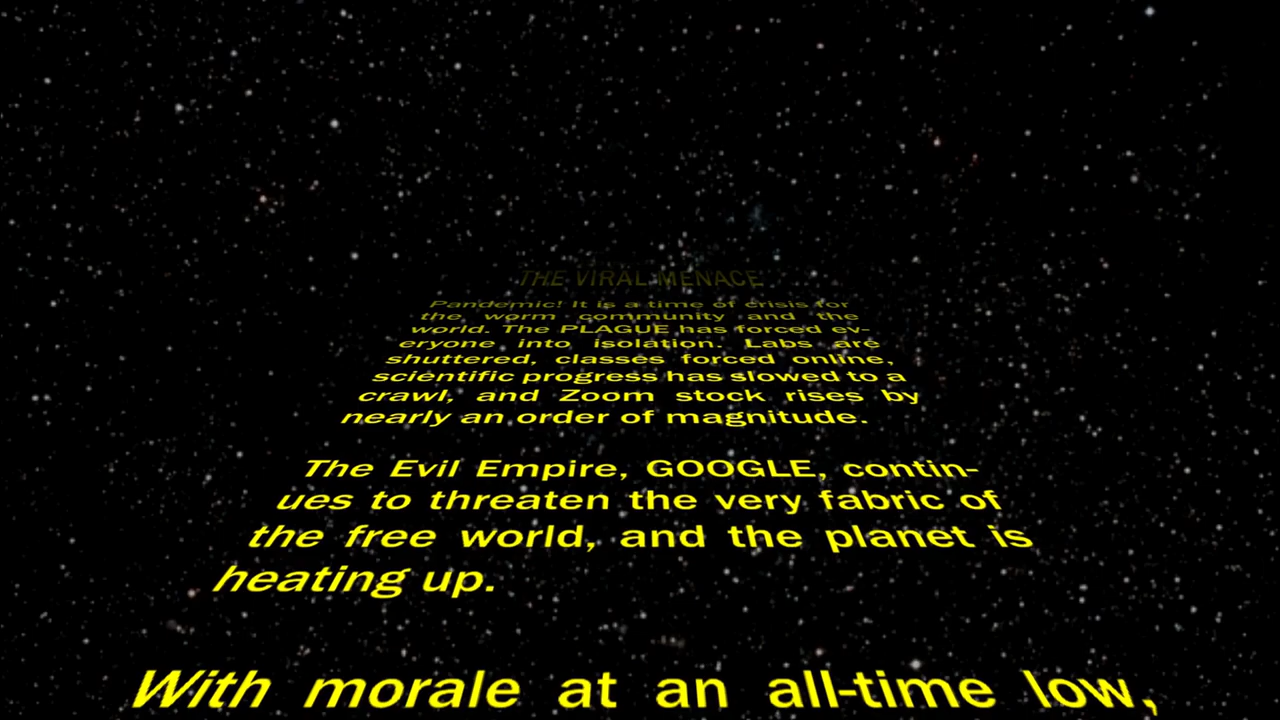 THE VIRAL MENACE
Pandemic! It is a time of crisis for
the worm community and the
world. The PLAGUE has forced ev-
eryone into isolation. Labs are
shuttered, classes forced online,
scientific progress has slowed to a
crawl, and Zoom stock rises by
nearly an order of magnitude.
The Evil Empire, GOOGLE, contin-
ues to threaten the very fabric of
the free world, and the planet is
heating up.
With morale at an all-time low,